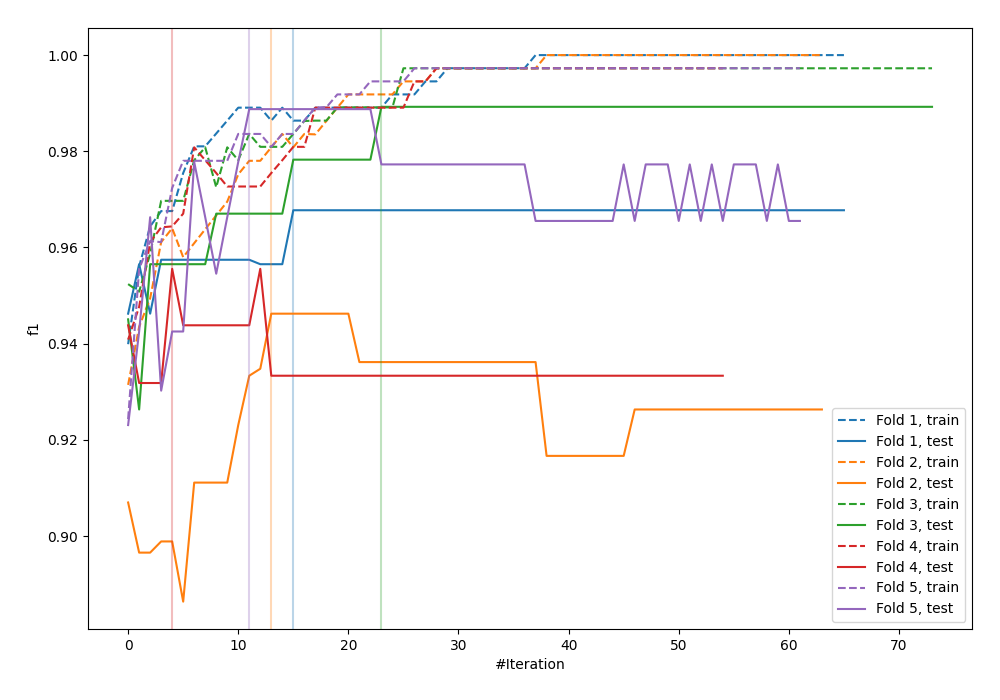 1.00
0.98
0.96
0.94
0.92
0.90
f1
0
10
20
30
40
50
60
70
#Iteration
Fold 1, train
Fold 1, test
Fold 2, train
Fold 2, test
Fold 3, train
Fold 3, test
Fold 4, train
Fold 4, test
Fold 5, train
Fold 5, test